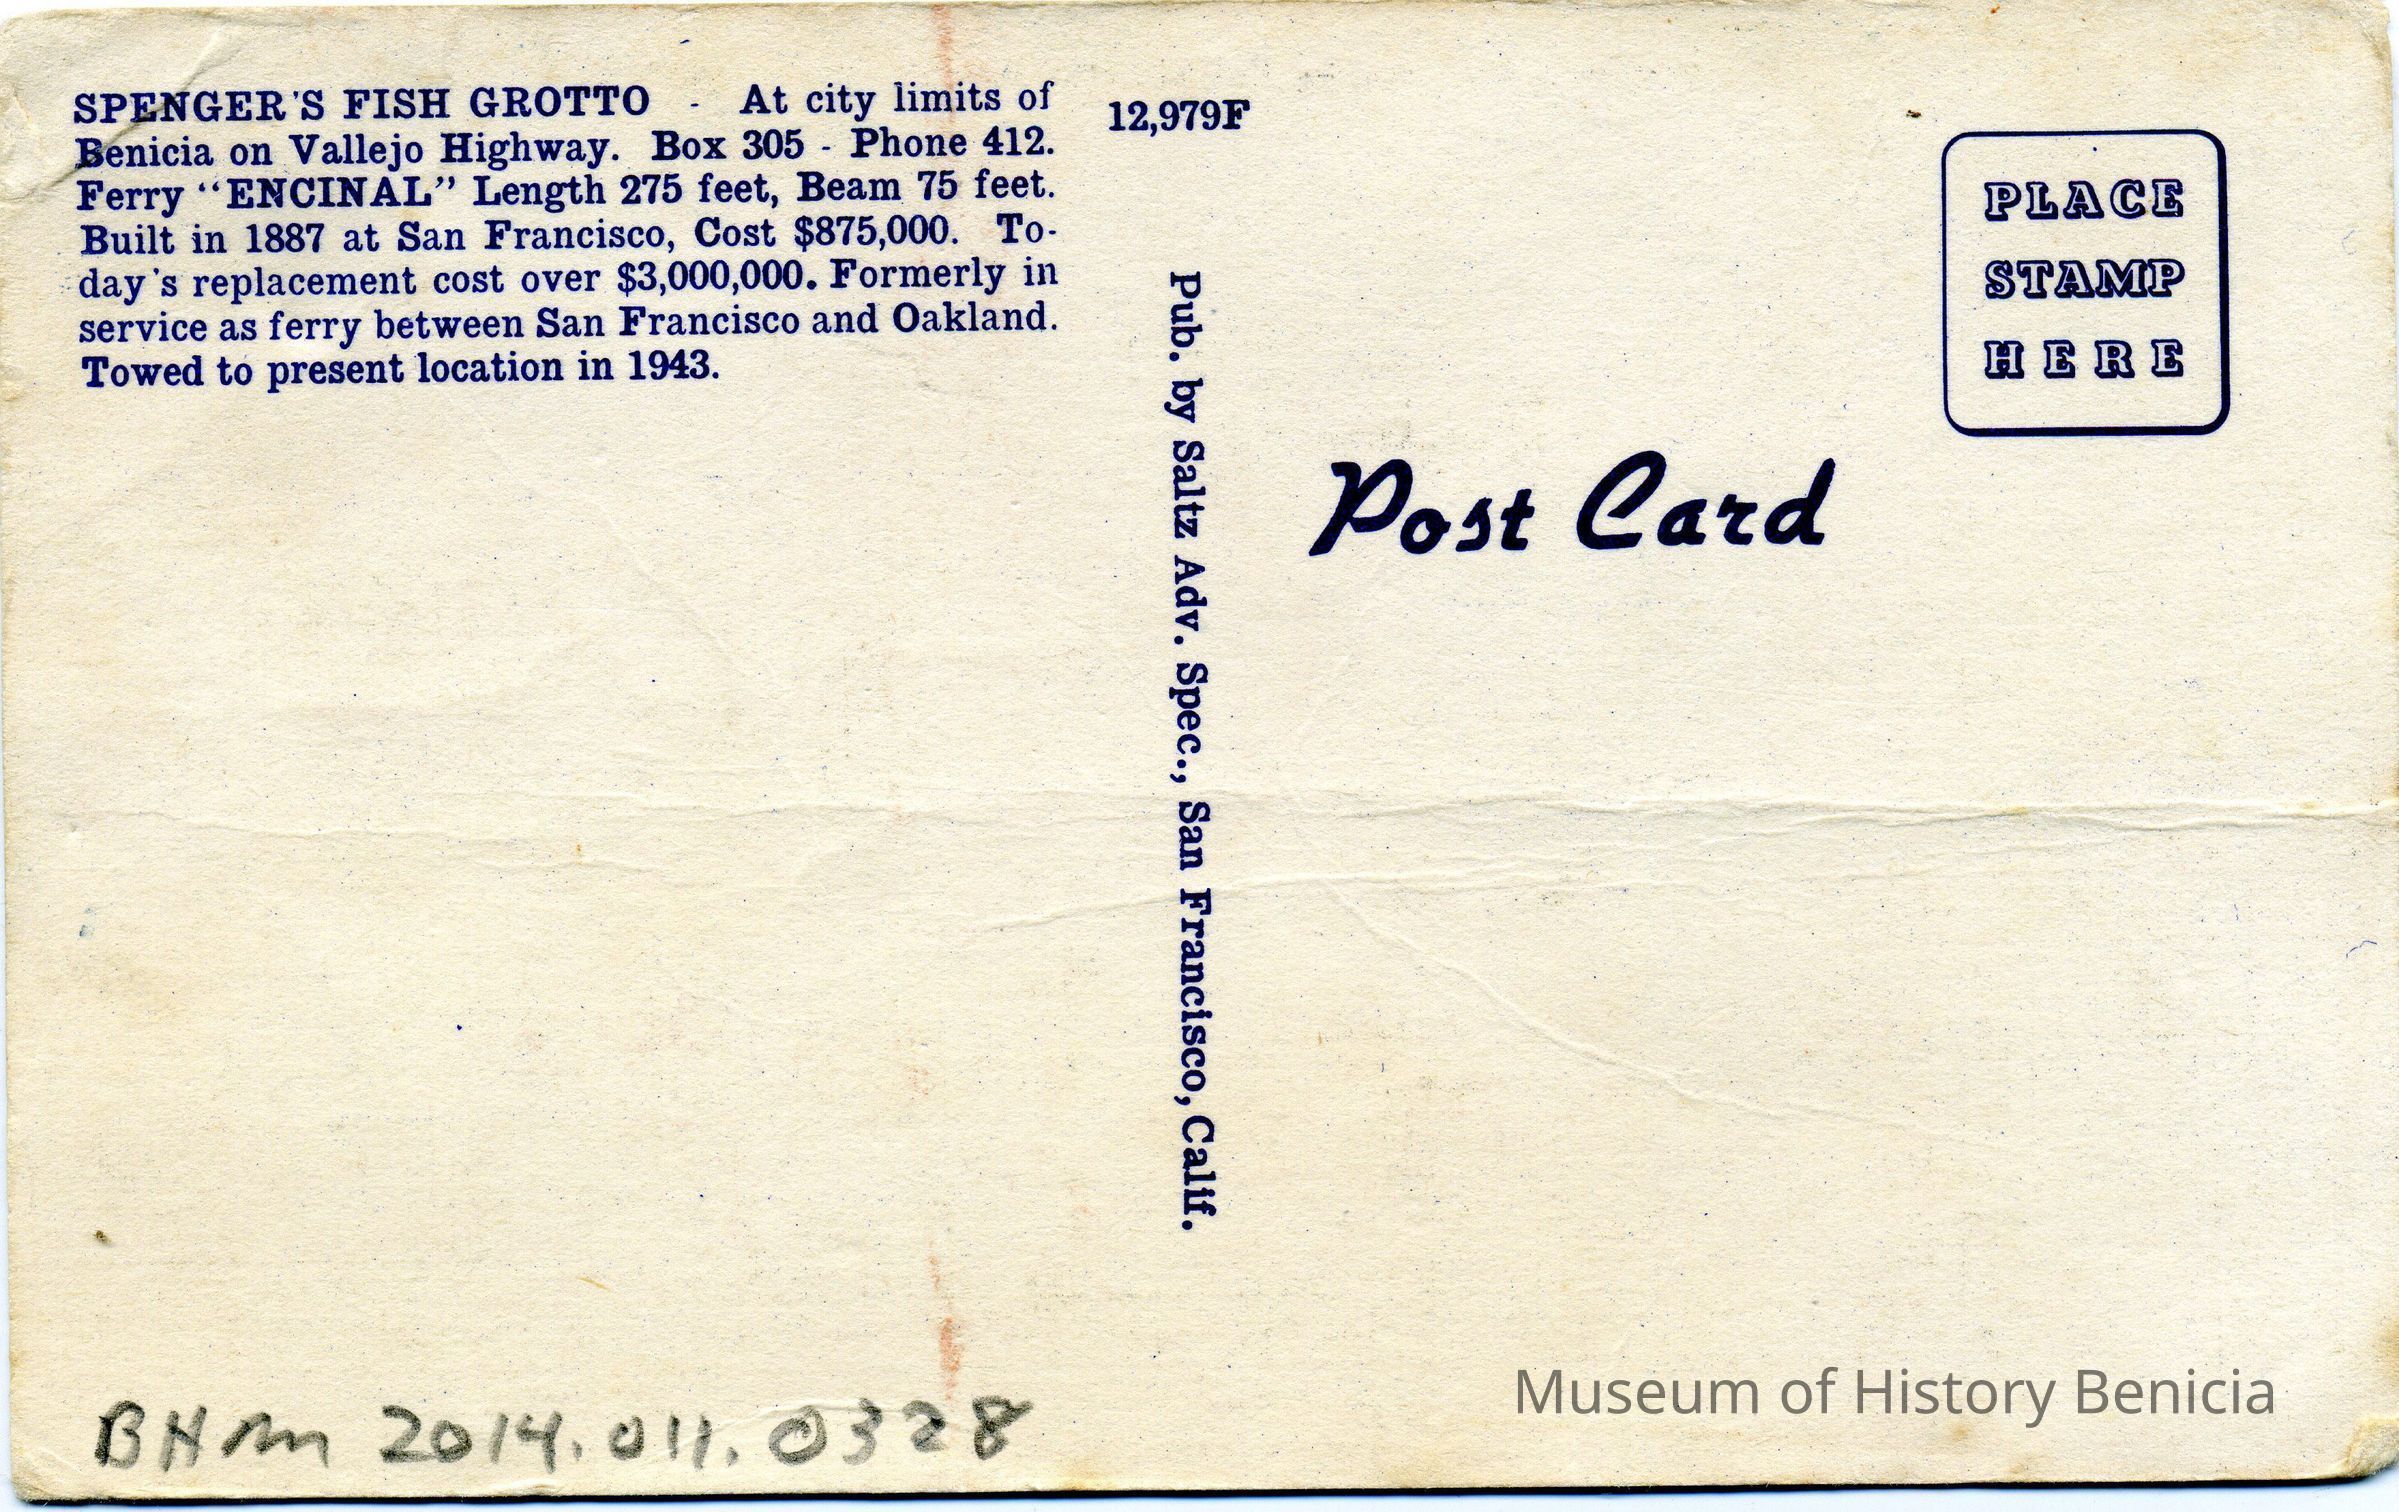 SPENGER'S FISH GROTTO - At city limits of
Benicia on Vallejo Highway. Box 305 - Phone 412.
Ferry “ENCINAL” Length 275 feet, Beam 75 feet.
Built in 1887 at San Francisco, Cost $875,000. To-
day's replacement cost over $3,000,000. Formerly in
service as ferry between San Francisco and Oakland.
Towed to present location in 1943.
12,979F
Pub. by Saltz Adv. Spec., San Francisco, Calif.
PLACE
STAMP
HERE
Post Card
BHM 2014.011.0328
Museum of History Benicia